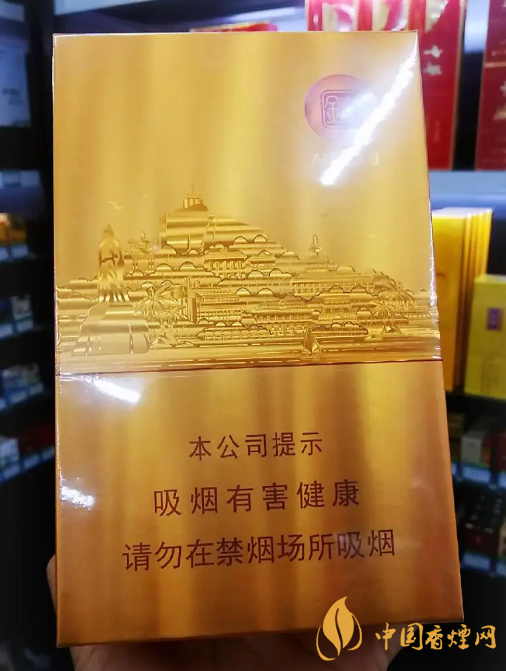 金
本公司提示
吸烟有害健康
请勿在禁烟场所吸烟
中国香烟网